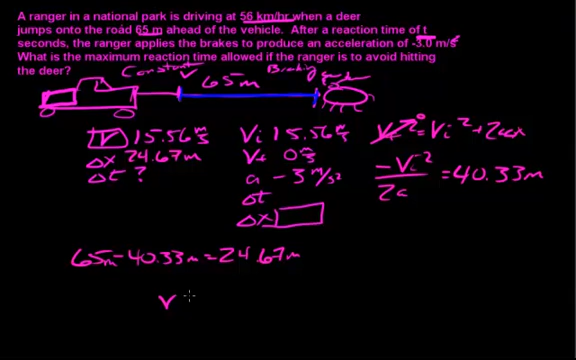 A ranger in a national park is driving at 56 km/hr when a deer
jumps onto the road 65 m ahead of the vehicle. After a reaction time of t
seconds, the ranger applies the brakes to produce an acceleration of -3.0 m/s²
What is the maximum reaction time allowed if the ranger is to avoid hitting
the deer?
Constant V
Braking
65m
V 15.56 m/s
Δx 24.67m
Δt ?
Vi 15.56 m/s
Vf 0 m/s
a -3 m/s²
Δt
Δx
Vf² = Vi² + 2aΔx
0
-Vi²/2a = 40.33m
65m - 40.33m = 24.67m
V